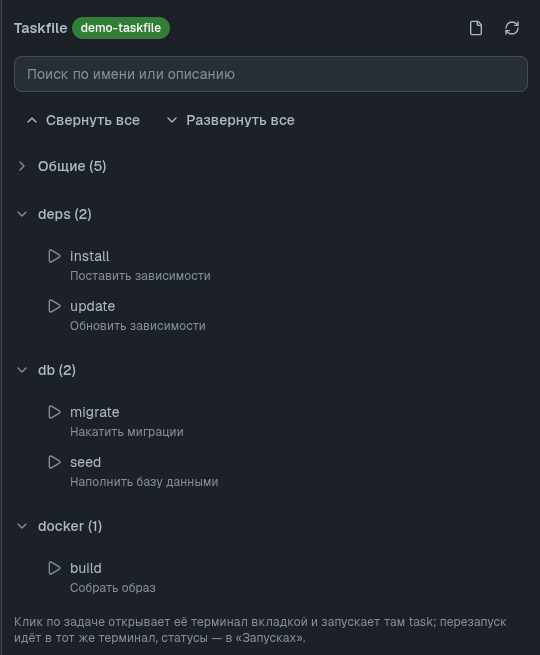 Taskfile demo-taskfile
Поиск по имени или описанию
Свернуть все Развернуть все
Общие (5)
deps (2)
install
Поставить зависимости
update
Обновить зависимости
db (2)
migrate
Накатить миграции
seed
Наполнить базу данными
docker (1)
build
Собрать образ
Клик по задаче открывает её терминал вкладкой и запускает там task; перезапуск
идёт в тот же терминал, статусы — в «Запусках».